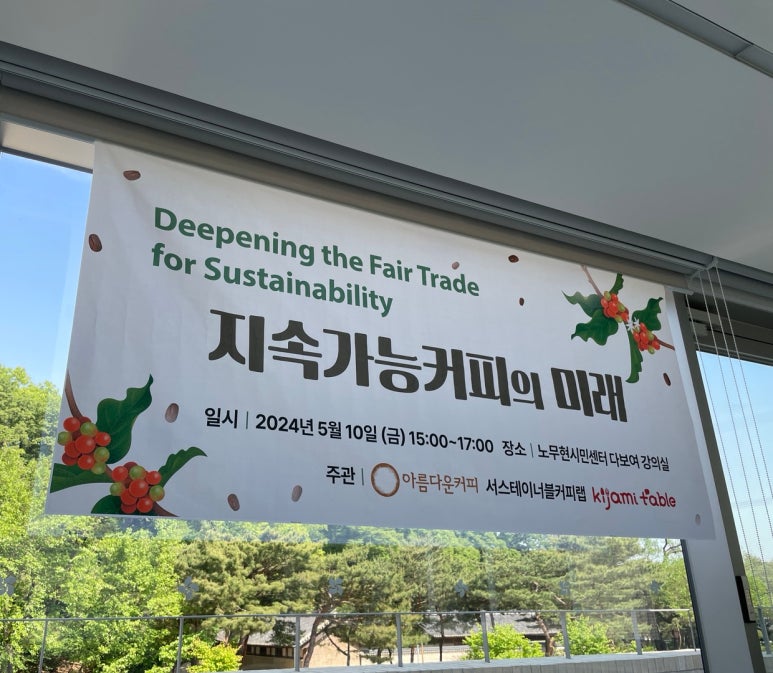 Deepening the Fair Trade
for Sustainability
지속가능커피의 미래
일시 | 2024년 5월 10일 (금) 15:00~17:00 장소 | 노무현시민센터 다보여 강의실
주관 | 아름다운커피 서스테이너블커피랩 kijami table